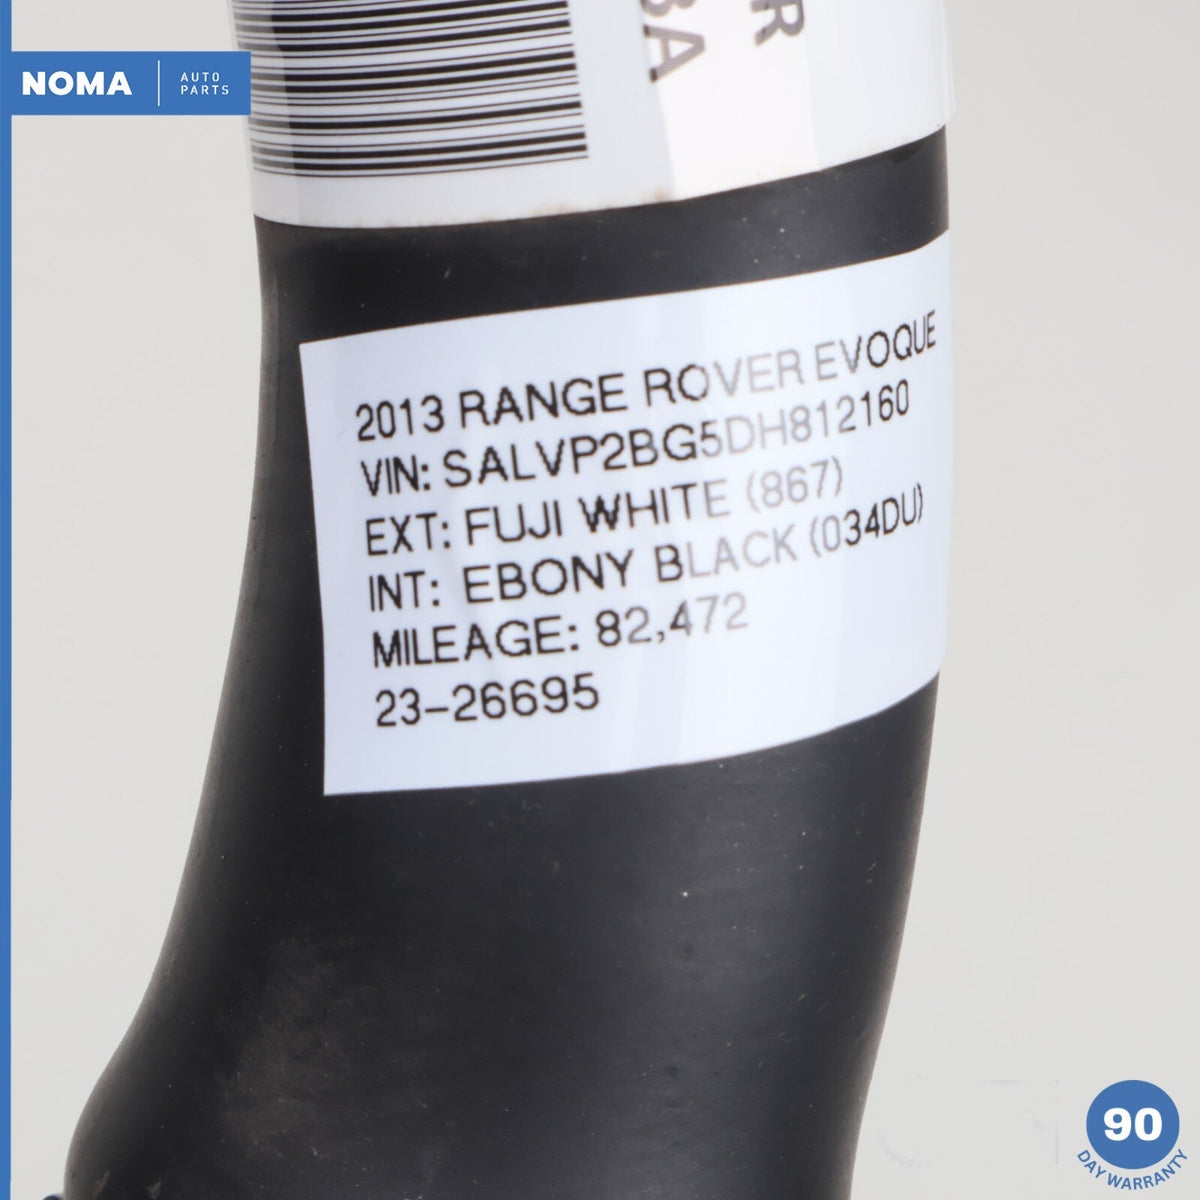 NOMA
AUTO
PARTS
2013 RANGE ROVER EVOQUE
VIN: SALVP2BG5DH812160
EXT: FUJI WHITE (867)
INT: EBONY BLACK (034DU)
MILEAGE: 82,472
23-26695
90
DAY WARRANTY